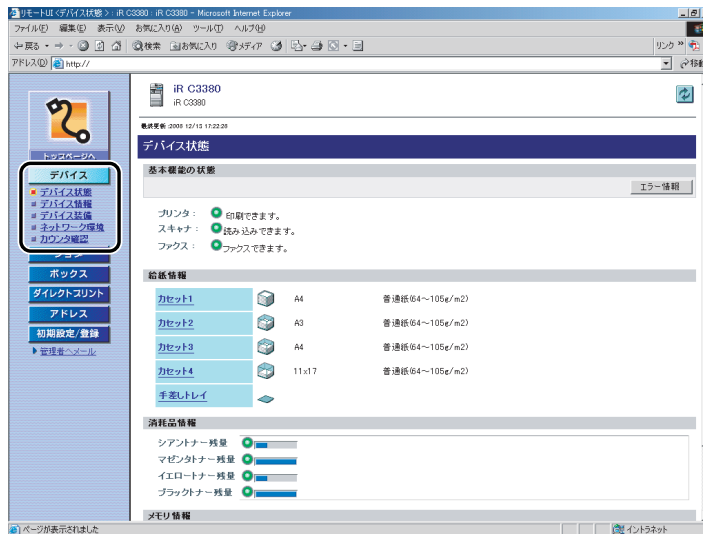 リモートUI <デバイス状態> : iR C3380 : iR C3380 - Microsoft Internet Explorer
ファイル(F) 編集(E) 表示(V) お気に入り(A) ツール(T) ヘルプ(H)
戻る 検索 お気に入り メディア リンク »
アドレス(D) http:// 移動
iR C3380
iR C3380
最終更新 :2008 12/15 17:22:28
トップページへ
デバイス
デバイス状態
デバイス情報
デバイス装備
ネットワーク環境
カウンタ確認
ジョブ
ボックス
ダイレクトプリント
アドレス
初期設定/登録
管理者へメール
デバイス状態
基本機能の状態
エラー情報
プリンタ : 印刷できます。
スキャナ : 読み込みできます。
ファクス : ファクスできます。
給紙情報
カセット1 A4 普通紙(64～105g/m2)
カセット2 A3 普通紙(64～105g/m2)
カセット3 A4 普通紙(64～105g/m2)
カセット4 11x17 普通紙(64～105g/m2)
手差しトレイ
消耗品情報
シアントナー残量
マゼンタトナー残量
イエロートナー残量
ブラックトナー残量
メモリ情報
ページが表示されました イントラネット